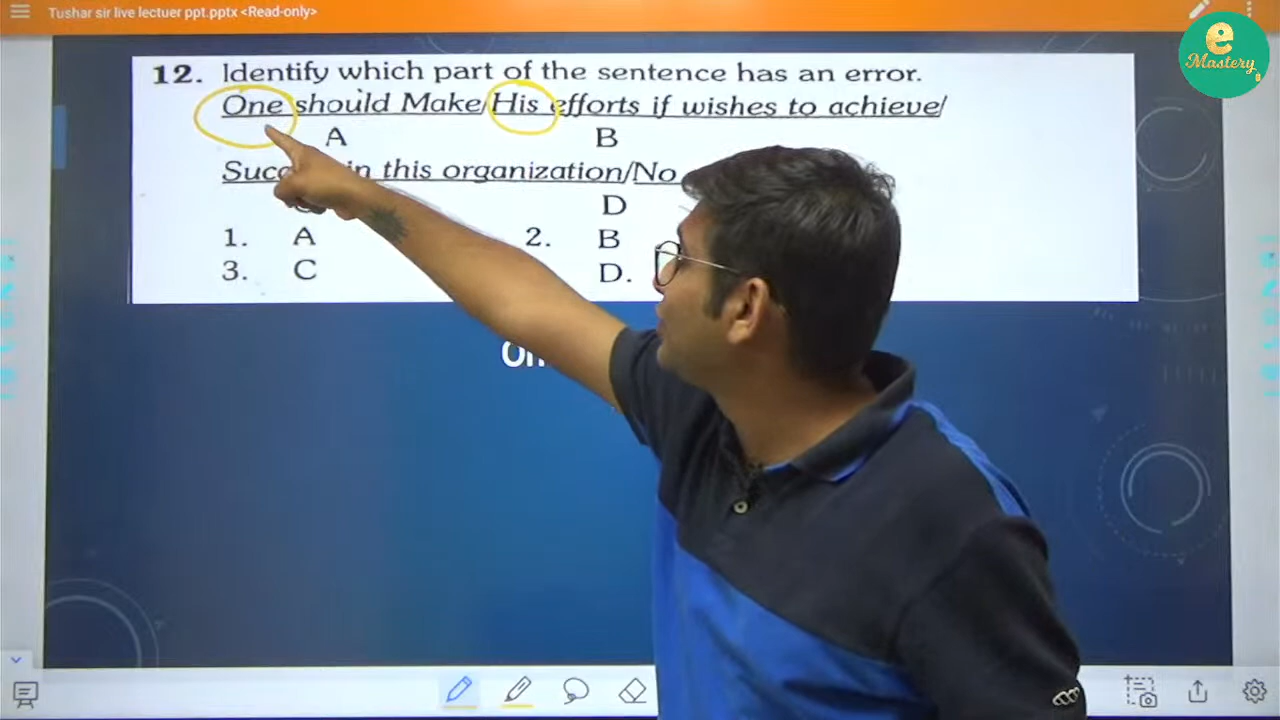 Tushar sir live lectuer ppt.pptx <Read-only>
e
Mastery
12. Identify which part of the sentence has an error.
One should Make/His efforts if wishes to achieve/
A B
in this organization/No
D
1. A 2. B
3. C D.